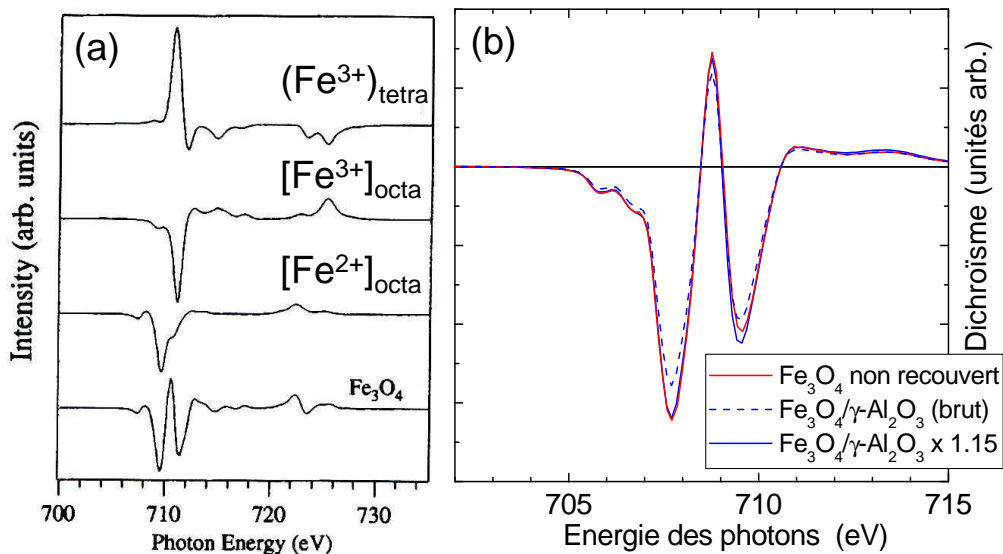 (a)
(Fe³⁺)tetra
[Fe³⁺]octa
[Fe²⁺]octa
Fe₃O₄
Intensity (arb. units)
700 710 720 730
Photon Energy (eV)
(b)
Dichroïsme (unités arb.)
Fe₃O₄ non recouvert
Fe₃O₄/γ-Al₂O₃ (brut)
Fe₃O₄/γ-Al₂O₃ x 1.15
705 710 715
Energie des photons (eV)